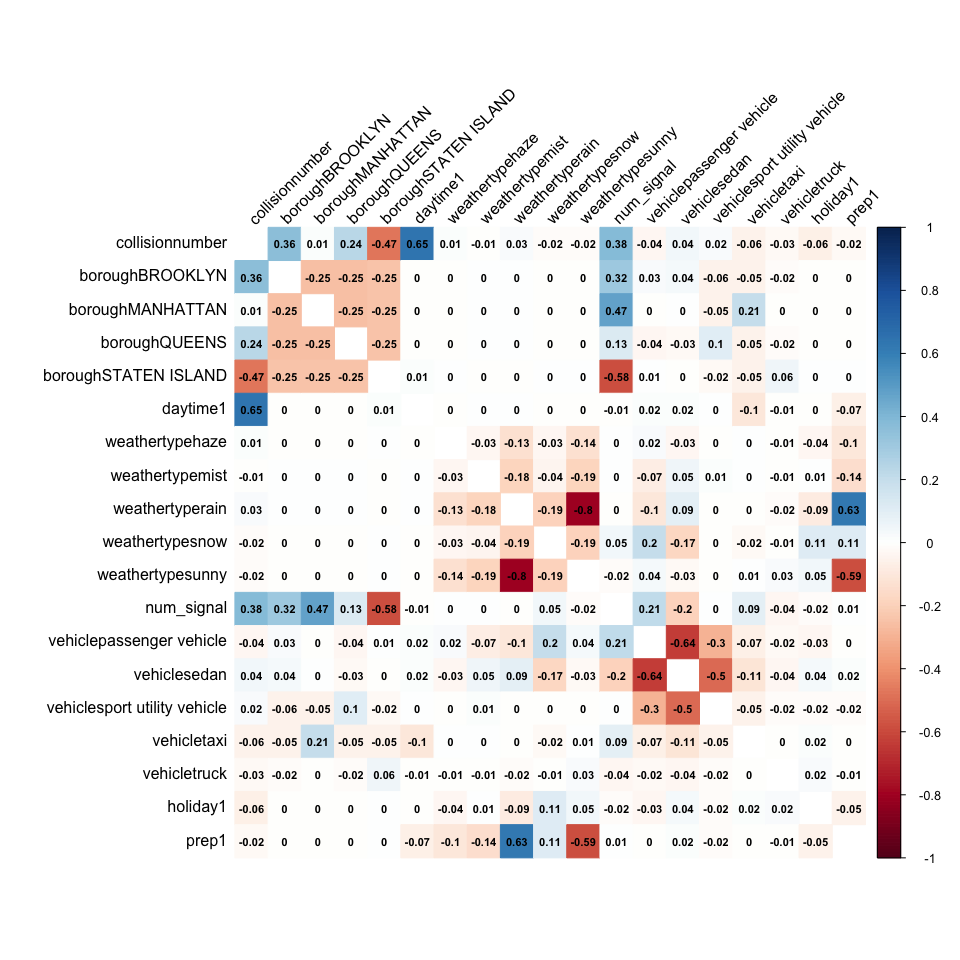 collisionnumber
boroughBROOKLYN
boroughMANHATTAN
boroughQUEENS
boroughSTATEN ISLAND
daytime1
weathertypehaze
weathertypemist
weathertyperain
weathertypesnow
weathertypesunny
num_signal
vehiclepassenger vehicle
vehiclesedan
vehiclesport utility vehicle
vehicletaxi
vehicletruck
holiday1
prep1
collisionnumber 0.36 0.01 0.24 -0.47 0.65 0.01 -0.01 0.03 -0.02 -0.02 0.38 -0.04 0.04 0.02 -0.06 -0.03 -0.06 -0.02
boroughBROOKLYN 0.36 -0.25 -0.25 -0.25 0 0 0 0 0 0 0.32 0.03 0.04 -0.06 -0.05 -0.02 0 0
boroughMANHATTAN 0.01 -0.25 -0.25 -0.25 0 0 0 0 0 0 0.47 0 0 -0.05 0.21 0 0 0
boroughQUEENS 0.24 -0.25 -0.25 -0.25 0 0 0 0 0 0 0.13 -0.04 -0.03 0.1 -0.05 -0.02 0 0
boroughSTATEN ISLAND -0.47 -0.25 -0.25 -0.25 0.01 0 0 0 0 0 -0.58 0.01 0 -0.02 -0.05 0.06 0 0
daytime1 0.65 0 0 0 0.01 0 0 0 0 0 -0.01 0.02 0.02 0 -0.1 -0.01 0 -0.07
weathertypehaze 0.01 0 0 0 0 0 -0.03 -0.13 -0.03 -0.14 0 0.02 -0.03 0 0 -0.01 -0.04 -0.1
weathertypemist -0.01 0 0 0 0 0 -0.03 -0.18 -0.04 -0.19 0 -0.07 0.05 0.01 0 -0.01 0.01 -0.14
weathertyperain 0.03 0 0 0 0 0 -0.13 -0.18 -0.19 -0.8 0 -0.1 0.09 0 0 -0.02 -0.09 0.63
weathertypesnow -0.02 0 0 0 0 0 -0.03 -0.04 -0.19 -0.19 0.05 0.2 -0.17 0 -0.02 -0.01 0.11 0.11
weathertypesunny -0.02 0 0 0 0 0 -0.14 -0.19 -0.8 -0.19 -0.02 0.04 -0.03 0 0.01 0.03 0.05 -0.59
num_signal 0.38 0.32 0.47 0.13 -0.58 -0.01 0 0 0 0.05 -0.02 0.21 -0.2 0 0.09 -0.04 -0.02 0.01
vehiclepassenger vehicle -0.04 0.03 0 -0.04 0.01 0.02 0.02 -0.07 -0.1 0.2 0.04 0.21 -0.64 -0.3 -0.07 -0.02 -0.03 0
vehiclesedan 0.04 0.04 0 -0.03 0 0.02 -0.03 0.05 0.09 -0.17 -0.03 -0.2 -0.64 -0.5 -0.11 -0.04 0.04 0.02
vehiclesport utility vehicle 0.02 -0.06 -0.05 0.1 -0.02 0 0 0.01 0 0 0 0 -0.3 -0.5 -0.05 -0.02 -0.02 -0.02
vehicletaxi -0.06 -0.05 0.21 -0.05 -0.05 -0.1 0 0 0 -0.02 0.01 0.09 -0.07 -0.11 -0.05 0 0.02 0
vehicletruck -0.03 -0.02 0 -0.02 0.06 -0.01 -0.01 -0.01 -0.02 -0.01 0.03 -0.04 -0.02 -0.04 -0.02 0 0.02 -0.01
holiday1 -0.06 0 0 0 0 0 -0.04 0.01 -0.09 0.11 0.05 -0.02 -0.03 0.04 -0.02 0.02 0.02 -0.05
prep1 -0.02 0 0 0 0 -0.07 -0.1 -0.14 0.63 0.11 -0.59 0.01 0 0.02 -0.02 0 -0.01 -0.05
1
0.8
0.6
0.4
0.2
0
-0.2
-0.4
-0.6
-0.8
-1